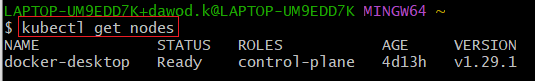 LAPTOP-UM9EDD7K+dawod.k@LAPTOP-UM9EDD7K MINGW64 ~
$ kubectl get nodes
NAME STATUS ROLES AGE VERSION
docker-desktop Ready control-plane 4d13h v1.29.1